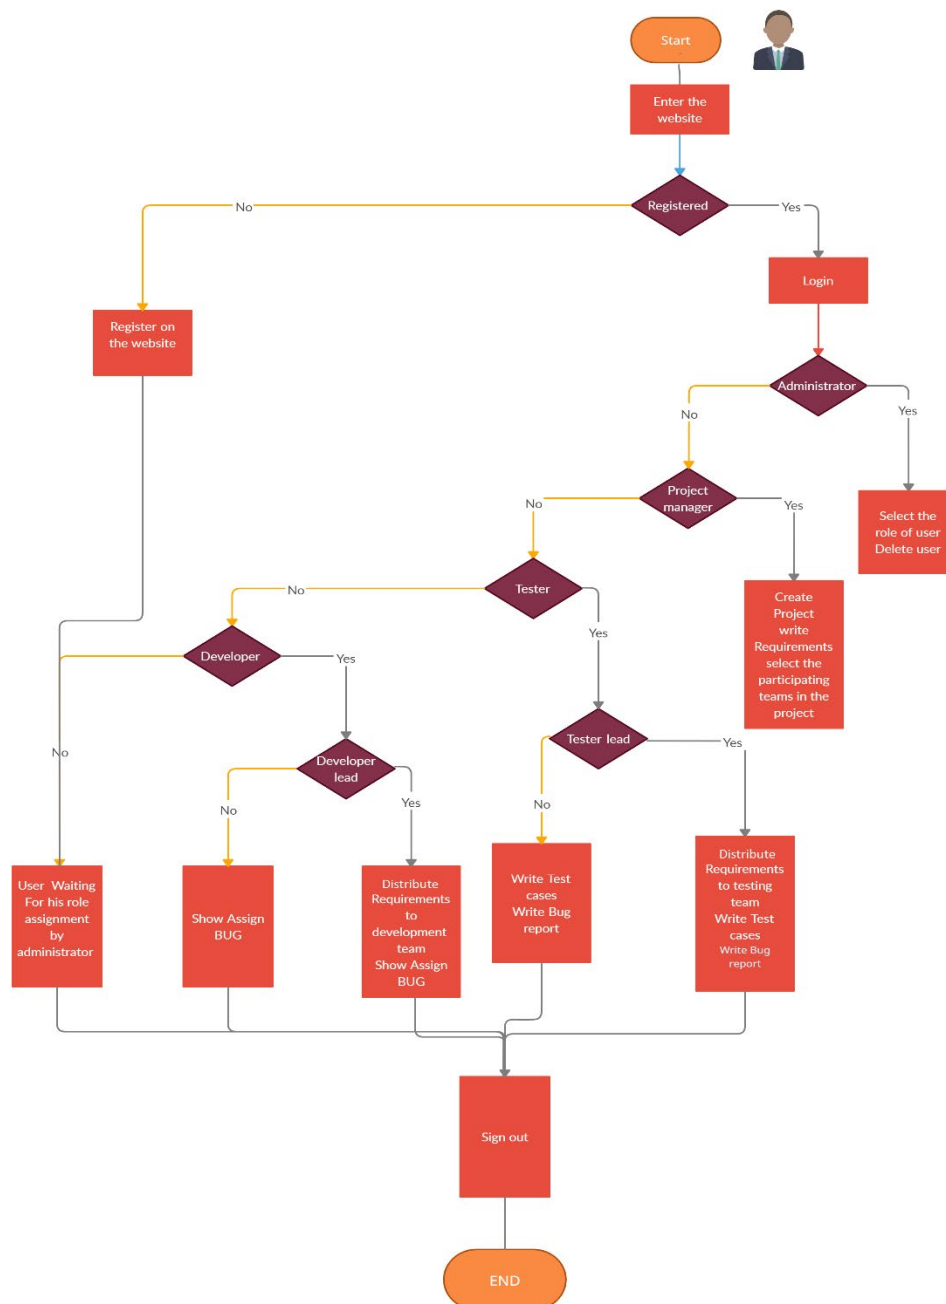 Start
Enter the
website
Registered
No
Yes
Login
Register on
the website
Administrator
No
Yes
Project
manager
No
Yes
Select the
role of user
Delete user
Tester
No
Yes
Create
Project
write
Requirements
select the
participating
teams in the
project
Developer
Yes
No
Tester lead
Yes
No
Developer
lead
No
Yes
User Waiting
For his role
assignment
by
administrator
Show Assign
BUG
Distribute
Requirements
to
development
team
Show Assign
BUG
Write Test
cases
Write Bug
report
Distribute
Requirements
to testing
team
Write Test
cases
Write Bug
report
Sign out
END